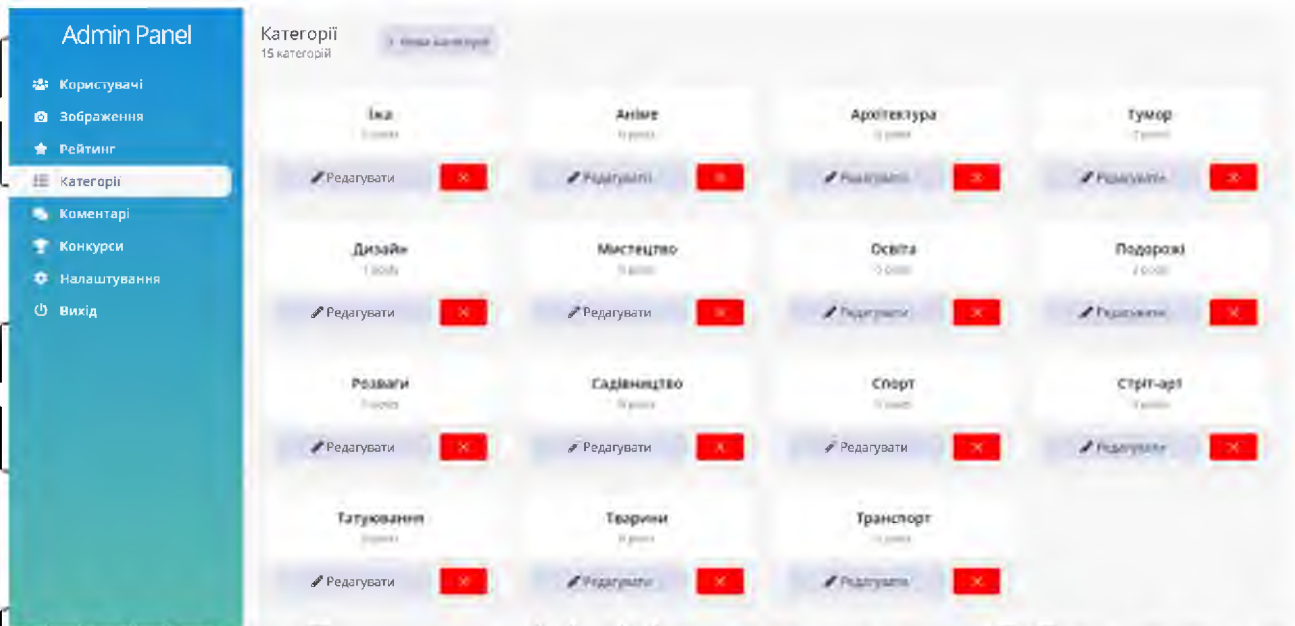 Admin Panel
Користувачі
Зображення
Рейтинг
Категорії
Коментарі
Конкурси
Налаштування
Вихід
Категорії
15 категорій
+ Нова категорія
Їжа
Аніме
Архітектура
Гумор
Редагувати
Редагувати
Редагувати
Редагувати
Дизайн
Мистецтво
Освіта
Подорожі
Редагувати
Редагувати
Редагувати
Редагувати
Розваги
Садівництво
Спорт
Стріт-арт
Редагувати
Редагувати
Редагувати
Редагувати
Татуювання
Тварини
Транспорт
Редагувати
Редагувати
Редагувати